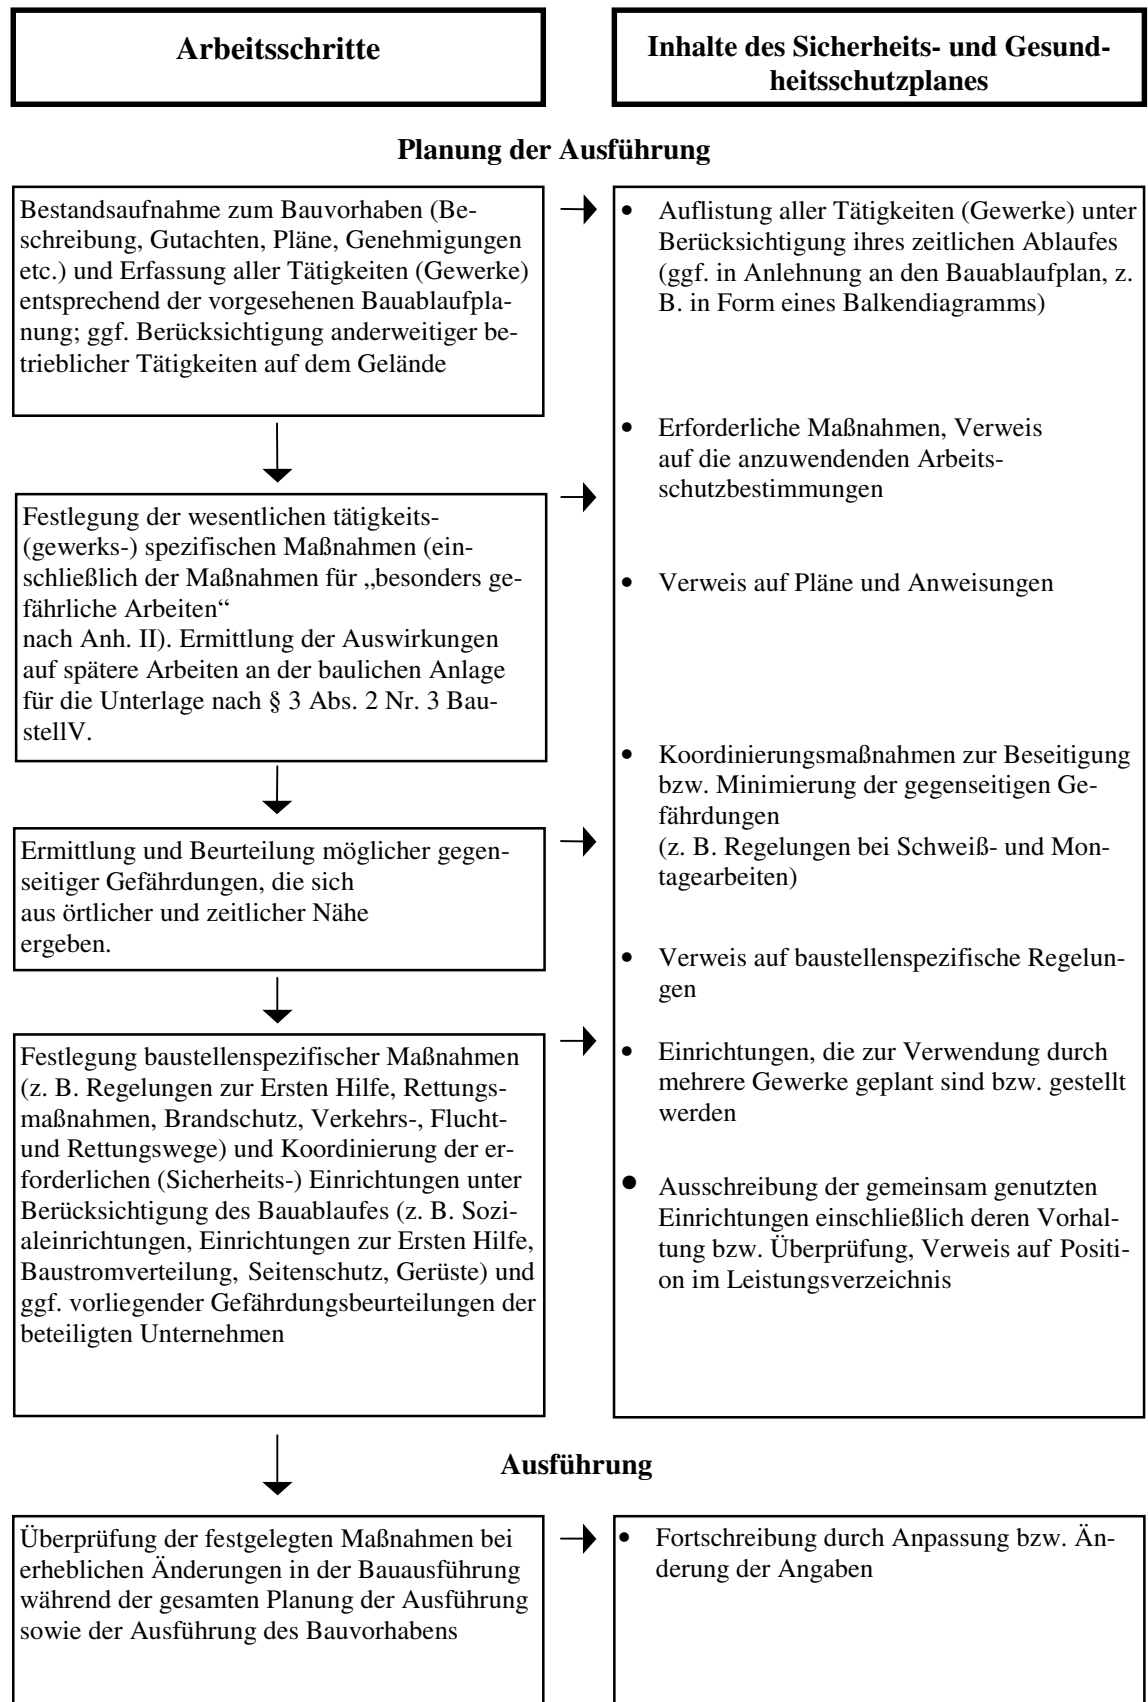 Arbeitsschritte
Inhalte des Sicherheits- und Gesund-
heitsschutzplanes
Planung der Ausführung
Bestandsaufnahme zum Bauvorhaben (Be-
schreibung, Gutachten, Pläne, Genehmigungen
etc.) und Erfassung aller Tätigkeiten (Gewerke)
entsprechend der vorgesehenen Bauablaufpla-
nung; ggf. Berücksichtigung anderweitiger be-
trieblicher Tätigkeiten auf dem Gelände
Festlegung der wesentlichen tätigkeits-
(gewerks-) spezifischen Maßnahmen (ein-
schließlich der Maßnahmen für „besonders ge-
fährliche Arbeiten“
nach Anh. II). Ermittlung der Auswirkungen
auf spätere Arbeiten an der baulichen Anlage
für die Unterlage nach § 3 Abs. 2 Nr. 3 Bau-
stellV.
Ermittlung und Beurteilung möglicher gegen-
seitiger Gefährdungen, die sich
aus örtlicher und zeitlicher Nähe
ergeben.
Festlegung baustellenspezifischer Maßnahmen
(z. B. Regelungen zur Ersten Hilfe, Rettungs-
maßnahmen, Brandschutz, Verkehrs-, Flucht-
und Rettungswege) und Koordinierung der er-
forderlichen (Sicherheits-) Einrichtungen unter
Berücksichtigung des Bauablaufes (z. B. Sozi-
aleinrichtungen, Einrichtungen zur Ersten Hilfe,
Baustromverteilung, Seitenschutz, Gerüste) und
ggf. vorliegender Gefährdungsbeurteilungen der
beteiligten Unternehmen
• Auflistung aller Tätigkeiten (Gewerke) unter
Berücksichtigung ihres zeitlichen Ablaufes
(ggf. in Anlehnung an den Bauablaufplan, z.
B. in Form eines Balkendiagramms)
• Erforderliche Maßnahmen, Verweis
auf die anzuwendenden Arbeits-
schutzbestimmungen
• Verweis auf Pläne und Anweisungen
• Koordinierungsmaßnahmen zur Beseitigung
bzw. Minimierung der gegenseitigen Ge-
fährdungen
(z. B. Regelungen bei Schweiß- und Mon-
tagearbeiten)
• Verweis auf baustellenspezifische Regelun-
gen
• Einrichtungen, die zur Verwendung durch
mehrere Gewerke geplant sind bzw. gestellt
werden
• Ausschreibung der gemeinsam genutzten
Einrichtungen einschließlich deren Vorhal-
tung bzw. Überprüfung, Verweis auf Positi-
on im Leistungsverzeichnis
Ausführung
Überprüfung der festgelegten Maßnahmen bei
erheblichen Änderungen in der Bauausführung
während der gesamten Planung der Ausführung
sowie der Ausführung des Bauvorhabens
• Fortschreibung durch Anpassung bzw. Än-
derung der Angaben